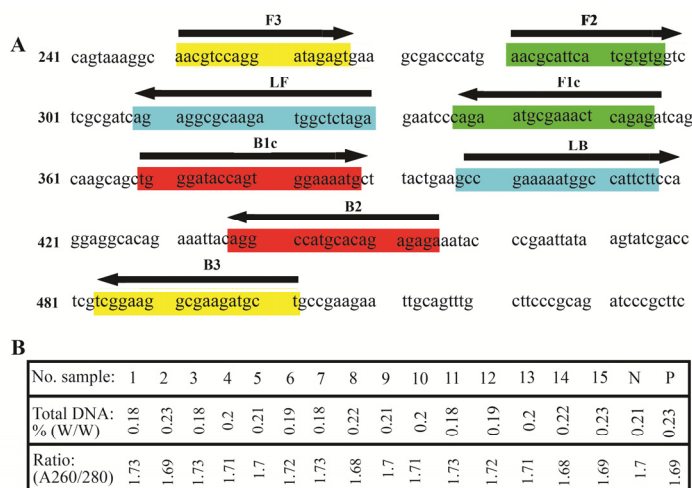 A
F3 F2
241 cagtaaaggc aacgtccagg atagagtgaa gcgacccatg aacgcattca tcgtgtggtc
LF F1c
301 tcgcgatcag aggcgcaaga tggctctaga gaatcccaga atgcgaaact cagagatcag
B1c LB
361 caagcagctg ggataccagt ggaaaatgct tactgaagcc gaaaaatggc cattcttcca
B2
421 ggaggcacag aaattacagg ccatgcacag agagaaatac ccgaattata agtatcgacc
B3
481 tcgtcggaag gcgaagatgc tgccgaagaa ttgcagtttg cttcccgcag atcccgcttc
B
No. sample: 1 2 3 4 5 6 7 8 9 10 11 12 13 14 15 N P
Total DNA: % (W/W) 0.18 0.23 0.18 0.2 0.21 0.19 0.18 0.22 0.21 0.2 0.18 0.19 0.2 0.22 0.23 0.21 0.23
Ratio: (A260/280) 1.73 1.69 1.73 1.71 1.7 1.72 1.73 1.68 1.7 1.71 1.73 1.72 1.71 1.68 1.69 1.7 1.69